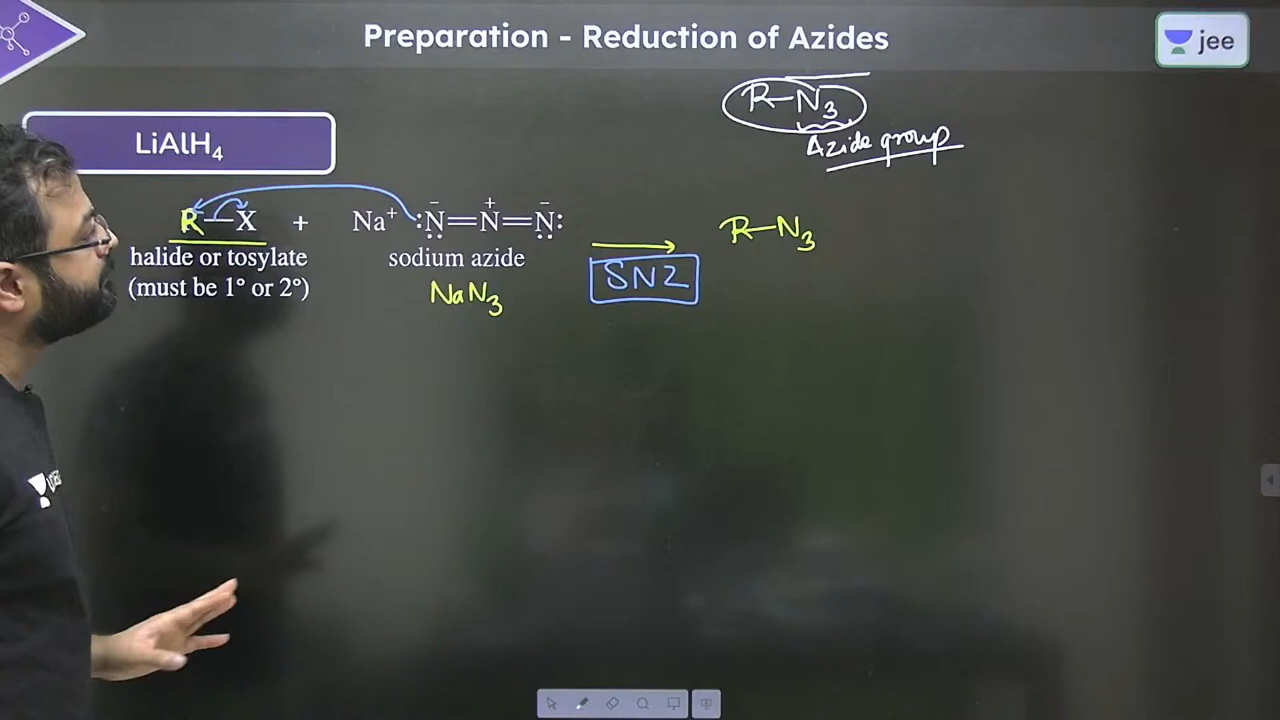 Preparation - Reduction of Azides
jee
R-N3
Azide group
LiAlH4
R-X + Na+ :N̄=N+=N̄:
halide or tosylate
(must be 1° or 2°)
sodium azide
NaN3
SN2
R-N3